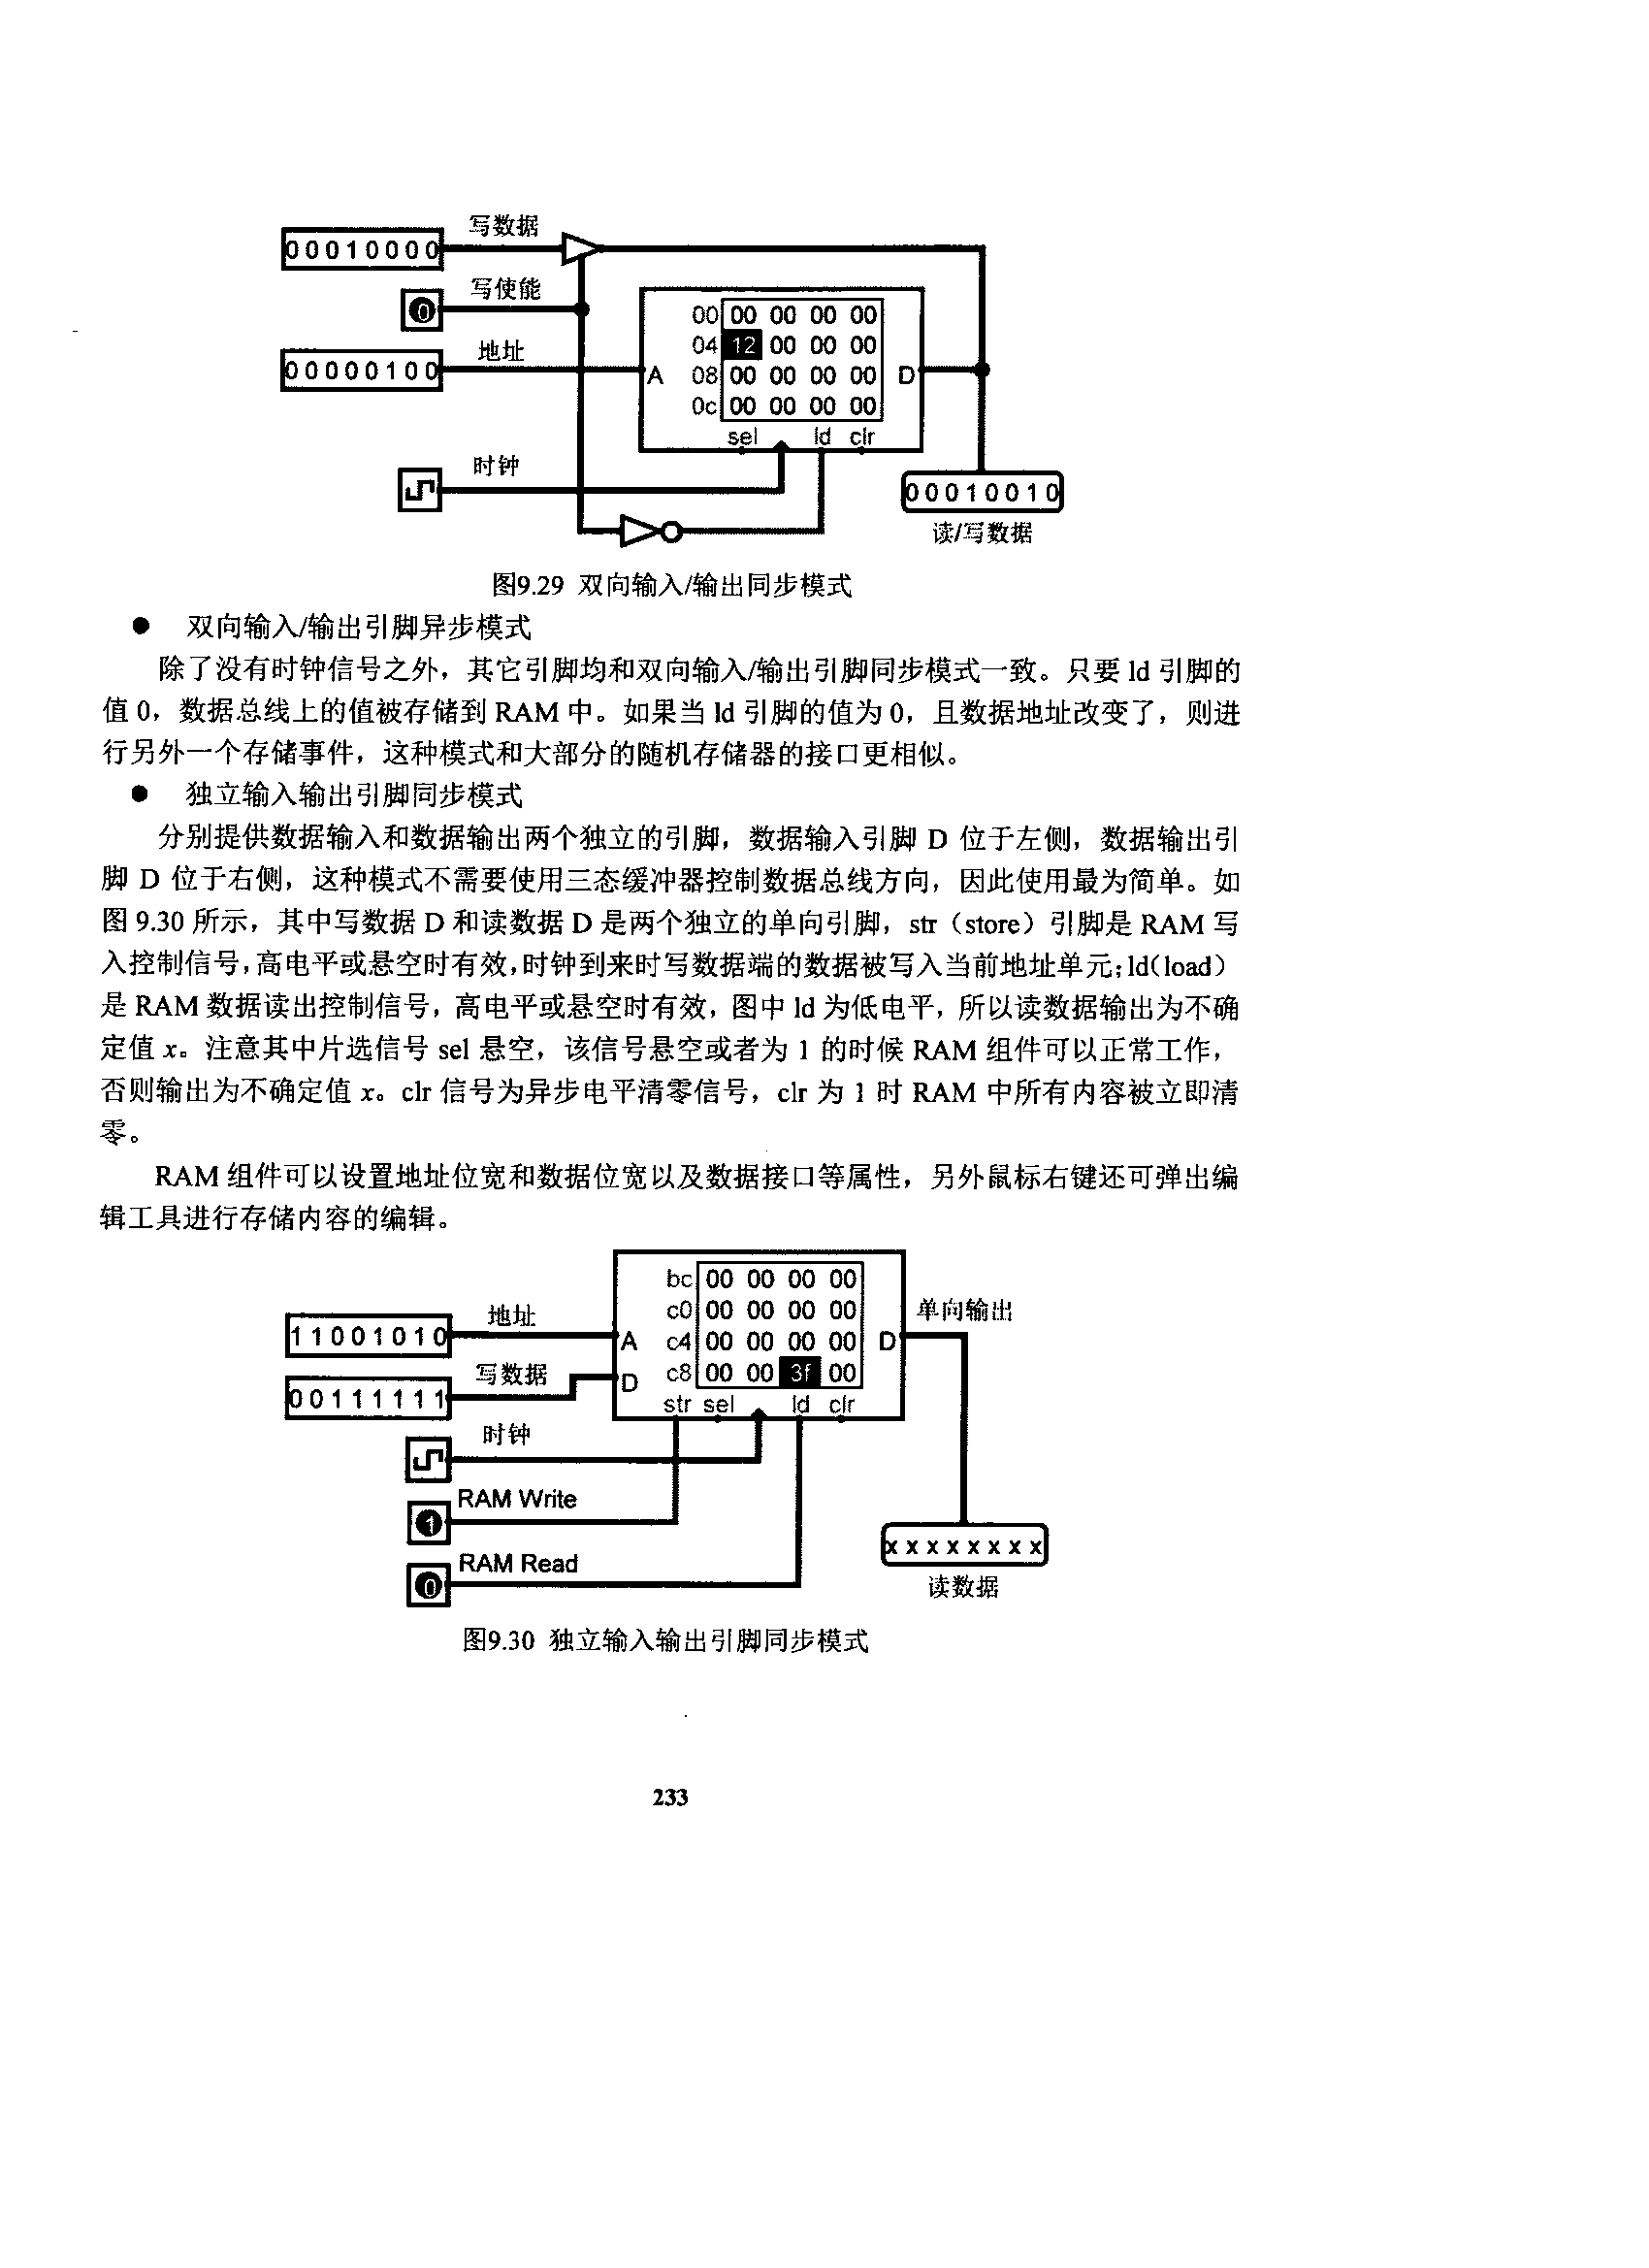 写数据
00010000
写使能
0
00 00 00 00 00
04 12 00 00 00
地址
00000100
A 08 00 00 00 00 D
0c 00 00 00 00
sel ld clr
时钟
00010010
读/写数据
图9.29 双向输入/输出同步模式
● 双向输入/输出引脚异步模式
除了没有时钟信号之外，其它引脚均和双向输入/输出引脚同步模式一致。只要 ld 引脚的
值 0，数据总线上的值被存储到 RAM 中。如果当 ld 引脚的值为 0，且数据地址改变了，则进
行另外一个存储事件，这种模式和大部分的随机存储器的接口更相似。
● 独立输入输出引脚同步模式
分别提供数据输入和数据输出两个独立的引脚，数据输入引脚 D 位于左侧，数据输出引
脚 D 位于右侧，这种模式不需要使用三态缓冲器控制数据总线方向，因此使用最为简单。如
图 9.30 所示，其中写数据 D 和读数据 D 是两个独立的单向引脚，str（store）引脚是 RAM 写
入控制信号，高电平或悬空时有效，时钟到来时写数据端的数据被写入当前地址单元；ld（load）
是 RAM 数据读出控制信号，高电平或悬空时有效，图中 ld 为低电平，所以读数据输出为不确
定值 x。注意其中片选信号 sel 悬空，该信号悬空或者为 1 的时候 RAM 组件可以正常工作，
否则输出为不确定值 x。clr 信号为异步电平清零信号，clr 为 1 时 RAM 中所有内容被立即清
零。
RAM 组件可以设置地址位宽和数据位宽以及数据接口等属性，另外鼠标右键还可弹出编
辑工具进行存储内容的编辑。
bc 00 00 00 00
c0 00 00 00 00
单向输出
地址
11001010
A c4 00 00 00 00 D
写数据
D c8 00 00 3f 00
00111111
str sel ld clr
时钟
RAM Write
1
xxxxxxxx
RAM Read
0
读数据
图9.30 独立输入输出引脚同步模式
233